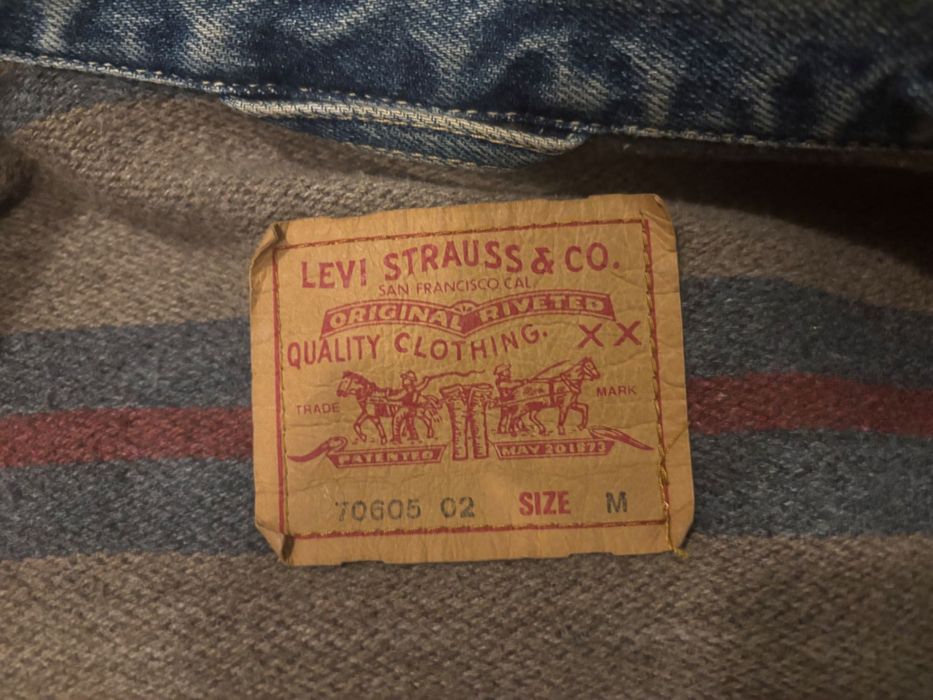 LEVI STRAUSS & CO.
SAN FRANCISCO, CAL.
ORIGINAL RIVETED
QUALITY CLOTHING. XX
TRADE MARK
PATENTED MAY 20 1873
70605 02 SIZE M